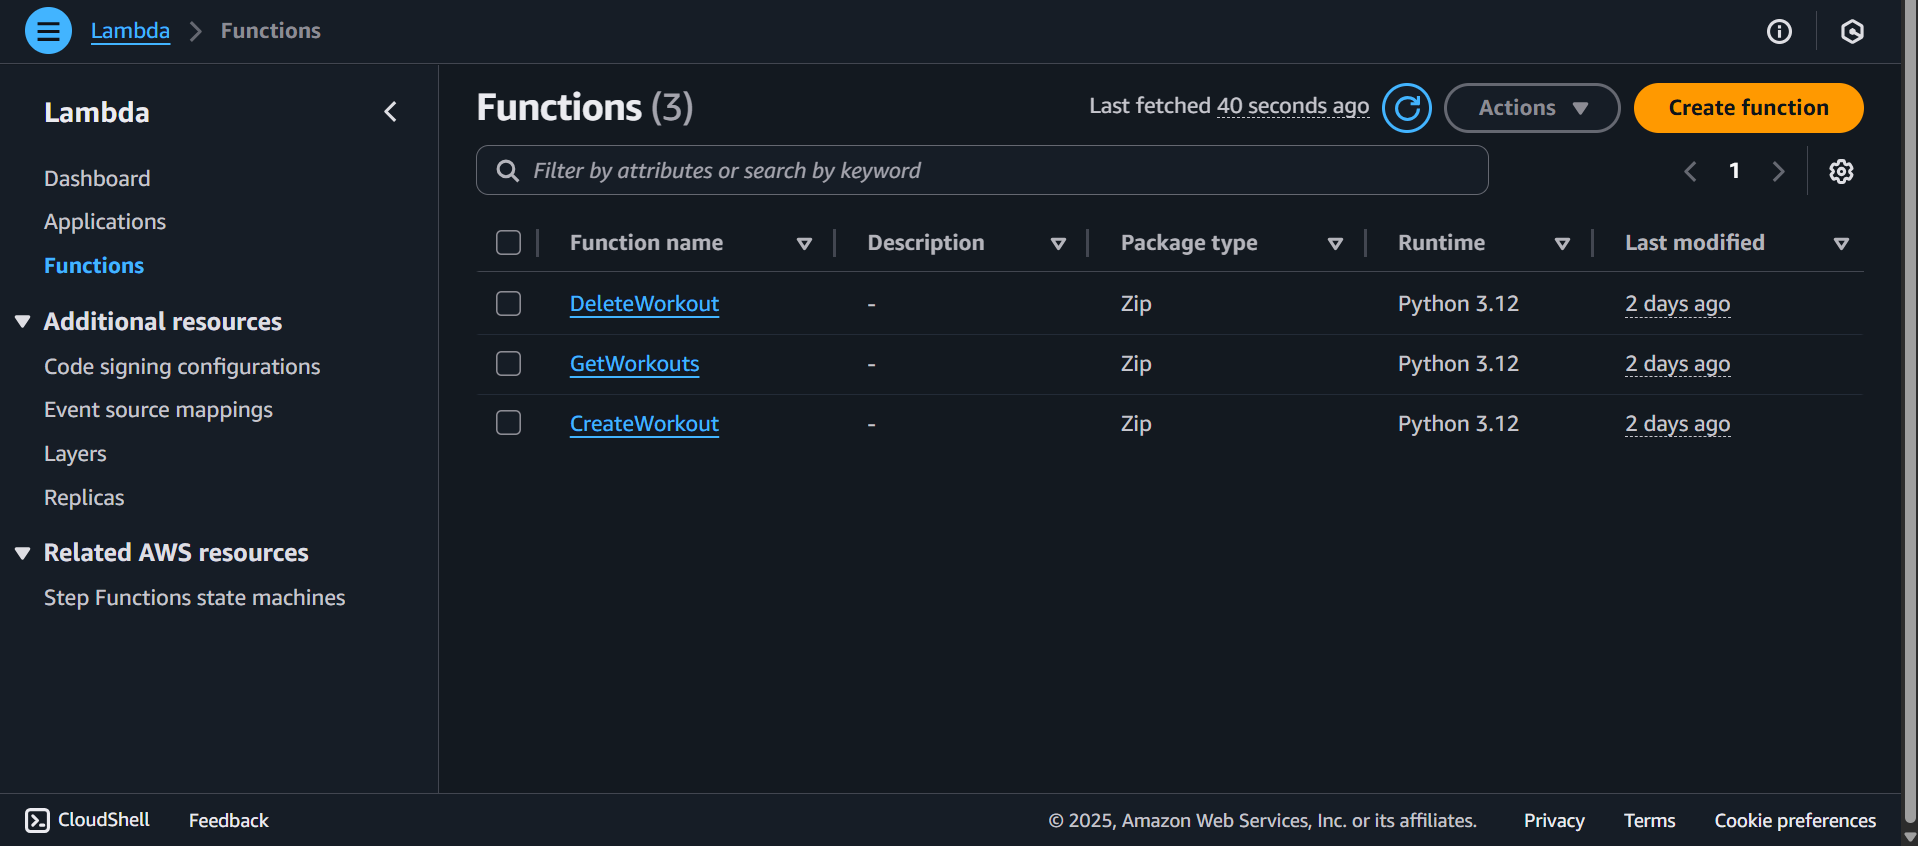 Lambda > Functions
Lambda
Dashboard
Applications
Functions
Additional resources
Code signing configurations
Event source mappings
Layers
Replicas
Related AWS resources
Step Functions state machines
Functions (3)
Last fetched 40 seconds ago
Actions
Create function
Filter by attributes or search by keyword
1
Function name Description Package type Runtime Last modified
DeleteWorkout - Zip Python 3.12 2 days ago
GetWorkouts - Zip Python 3.12 2 days ago
CreateWorkout - Zip Python 3.12 2 days ago
CloudShell Feedback © 2025, Amazon Web Services, Inc. or its affiliates. Privacy Terms Cookie preferences